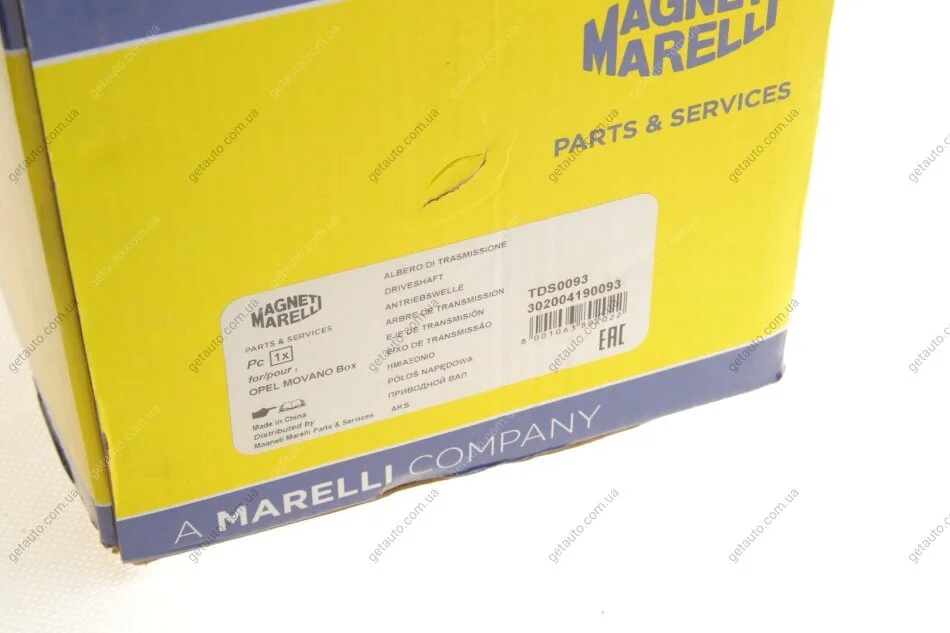 MAGNETI
MARELLI
PARTS & SERVICES
MAGNETI
MARELLI
PARTS & SERVICES
Pc 1x
for/pour :
OPEL MOVANO Box
Made in China
Distributed by
Magneti Marelli Parts & Services
ALBERO DI TRASMISSIONE
DRIVESHAFT
ANTRIEBSWELLE
ARBRE DE TRANSMISSION
EJE DE TRANSMISIÓN
EIXO DE TRANSMISSÃO
ΗΜΙΑΞΟΝΙΟ
PÓŁOŚ NAPĘDOWA
ПРИВОДНОЙ ВАЛ
AKS
TDS0093
302004190093
EAC
A MARELLI COMPANY
getauto.com.ua